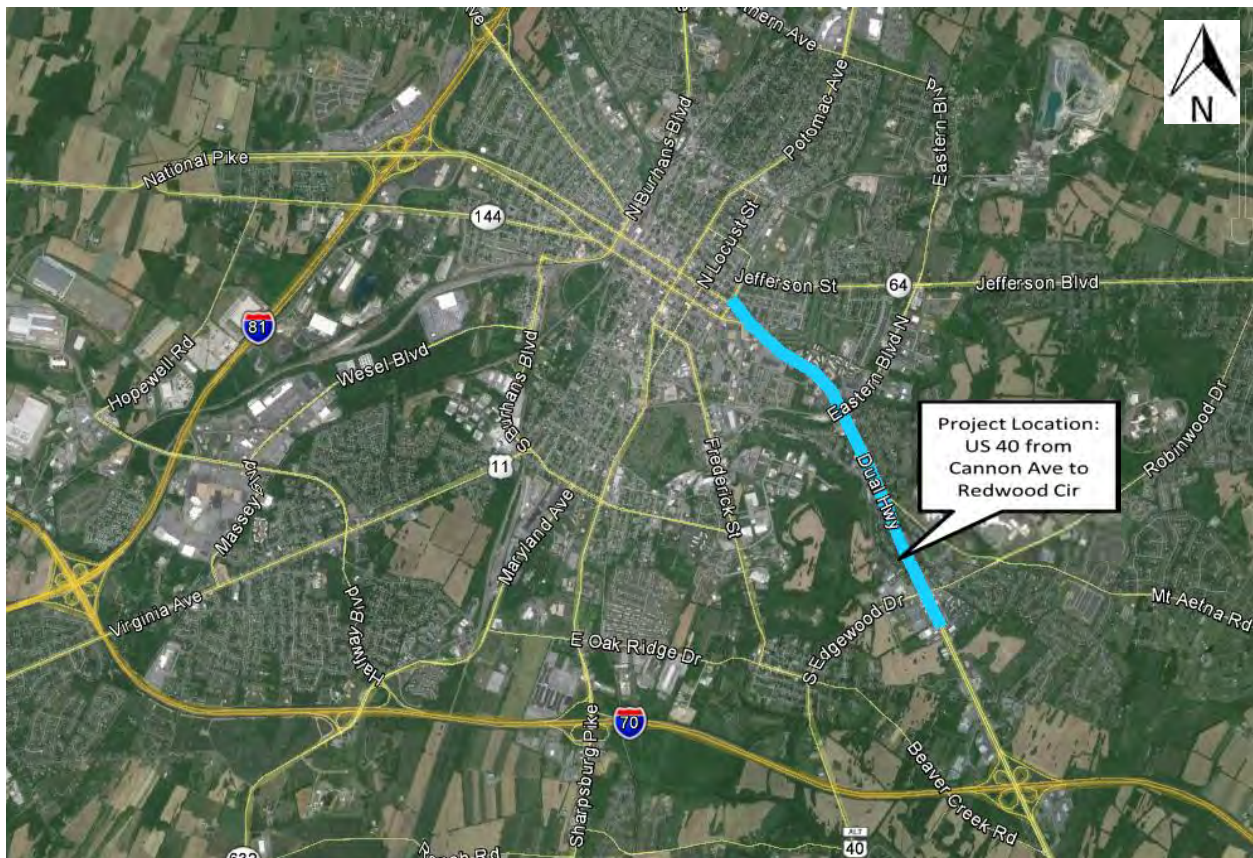 N
National Pike
144
N Burhans Blvd
Potomac Ave
Eastern Blvd
N Locust St
Jefferson St
64
Jefferson Blvd
81
Hopewell Rd
Wesel Blvd
S Burhans Blvd
11
Massey Blvd
Virginia Ave
Halfway Blvd
Maryland Ave
Frederick St
Eastern Blvd N
Dual Hwy
Project Location:
US 40 from
Cannon Ave to
Redwood Cir
Robinwood Dr
Mt Aetna Rd
S Edgewood Dr
E Oak Ridge Dr
70
Sharpsburg Pike
Beaver Creek Rd
ALT
40
632
Rd
Ave